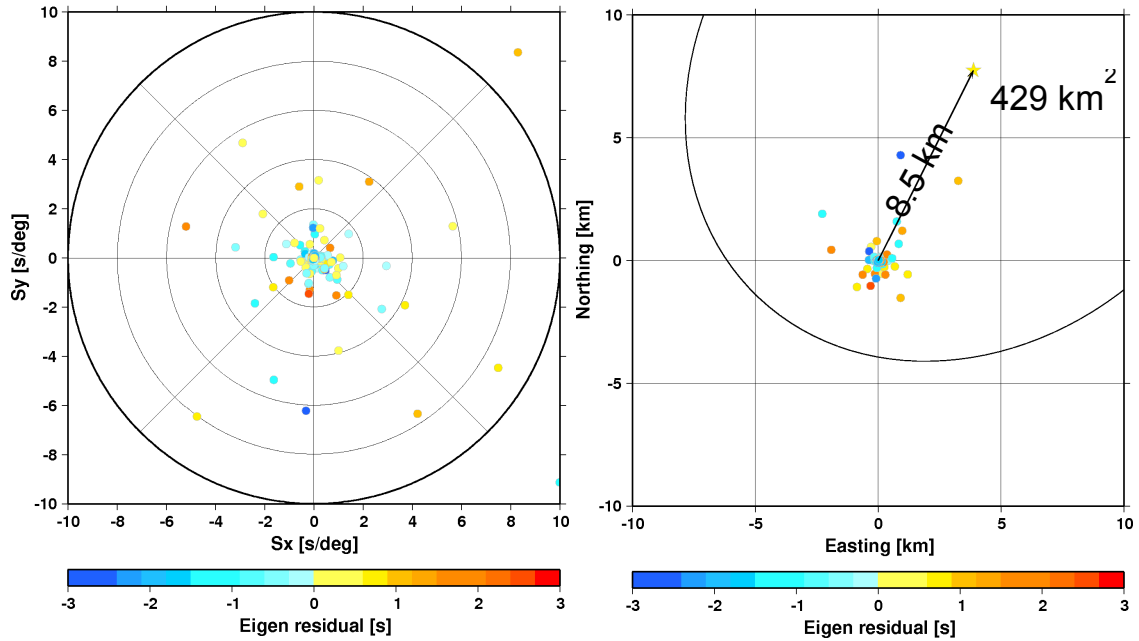 10
8
6
4
2
0
-2
-4
-6
-8
-10
Sy [s/deg]
-10 -8 -6 -4 -2 0 2 4 6 8 10
Sx [s/deg]
-3 -2 -1 0 1 2 3
Eigen residual [s]
10
5
0
-5
-10
Northing [km]
429 km²
8.5 km
-10 -5 0 5 10
Easting [km]
-3 -2 -1 0 1 2 3
Eigen residual [s]